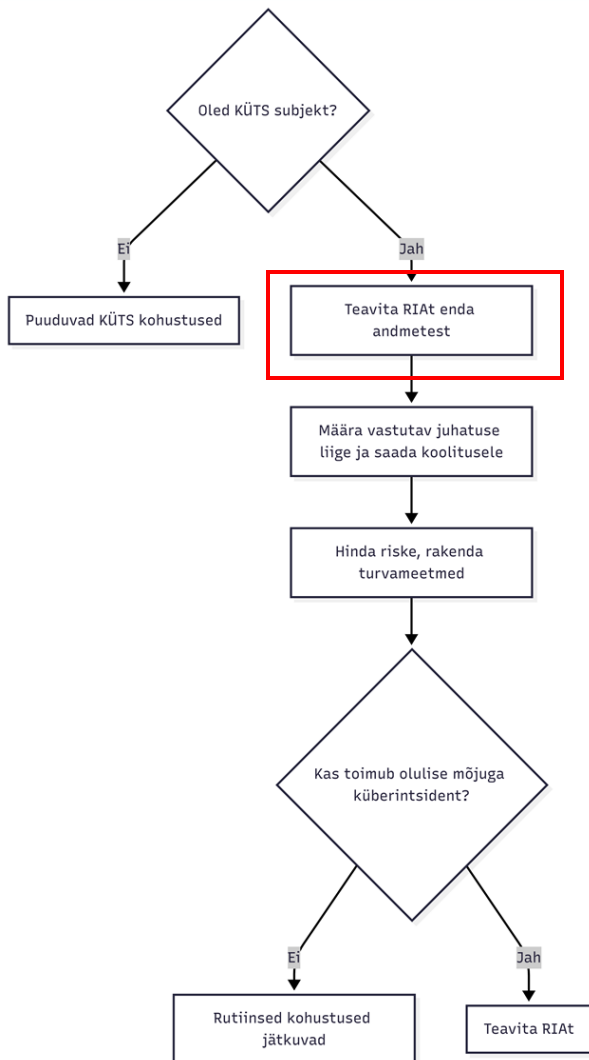 Oled KÜTS subjekt?
Ei
Jah
Puuduvad KÜTS kohustused
Teavita RIAt enda
andmetest
Määra vastutav juhatuse
liige ja saada koolitusele
Hinda riske, rakenda
turvameetmed
Kas toimub olulise mõjuga
küberintsident?
Ei
Jah
Rutiinsed kohustused
jätkuvad
Teavita RIAt